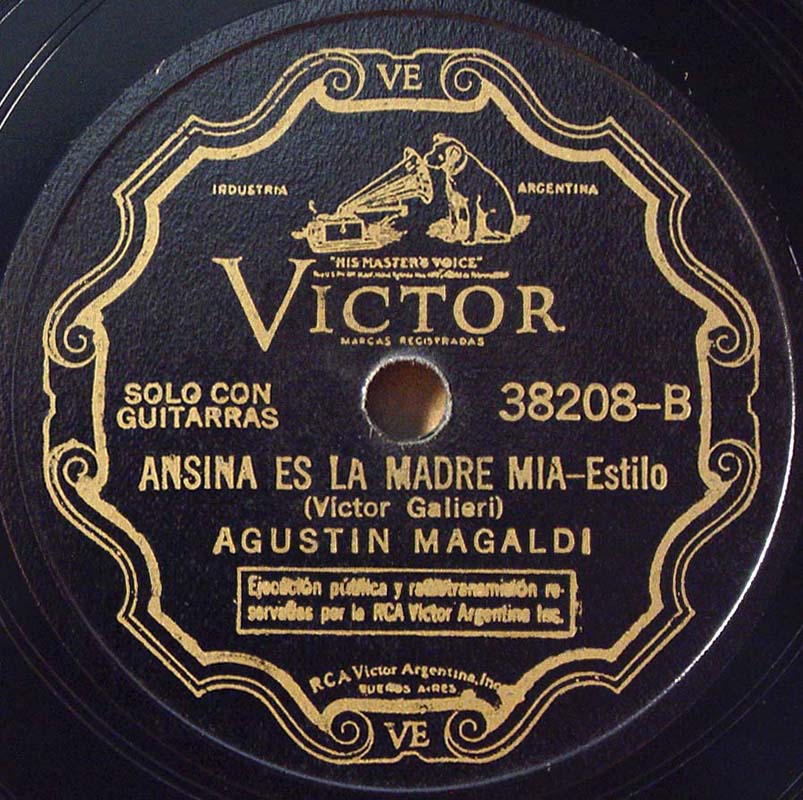 VE
INDUSTRIA ARGENTINA
"HIS MASTER'S VOICE"
VICTOR
MARCAS REGISTRADAS
SOLO CON
GUITARRAS
38208-B
ANSINA ES LA MADRE MIA-Estilo
(Víctor Galieri)
AGUSTIN MAGALDI
Ejecución pública y radiotransmisión re-
servadas por la RCA Victor Argentina Inc.
RCA Victor Argentina, Inc.
BUENOS AIRES
VE